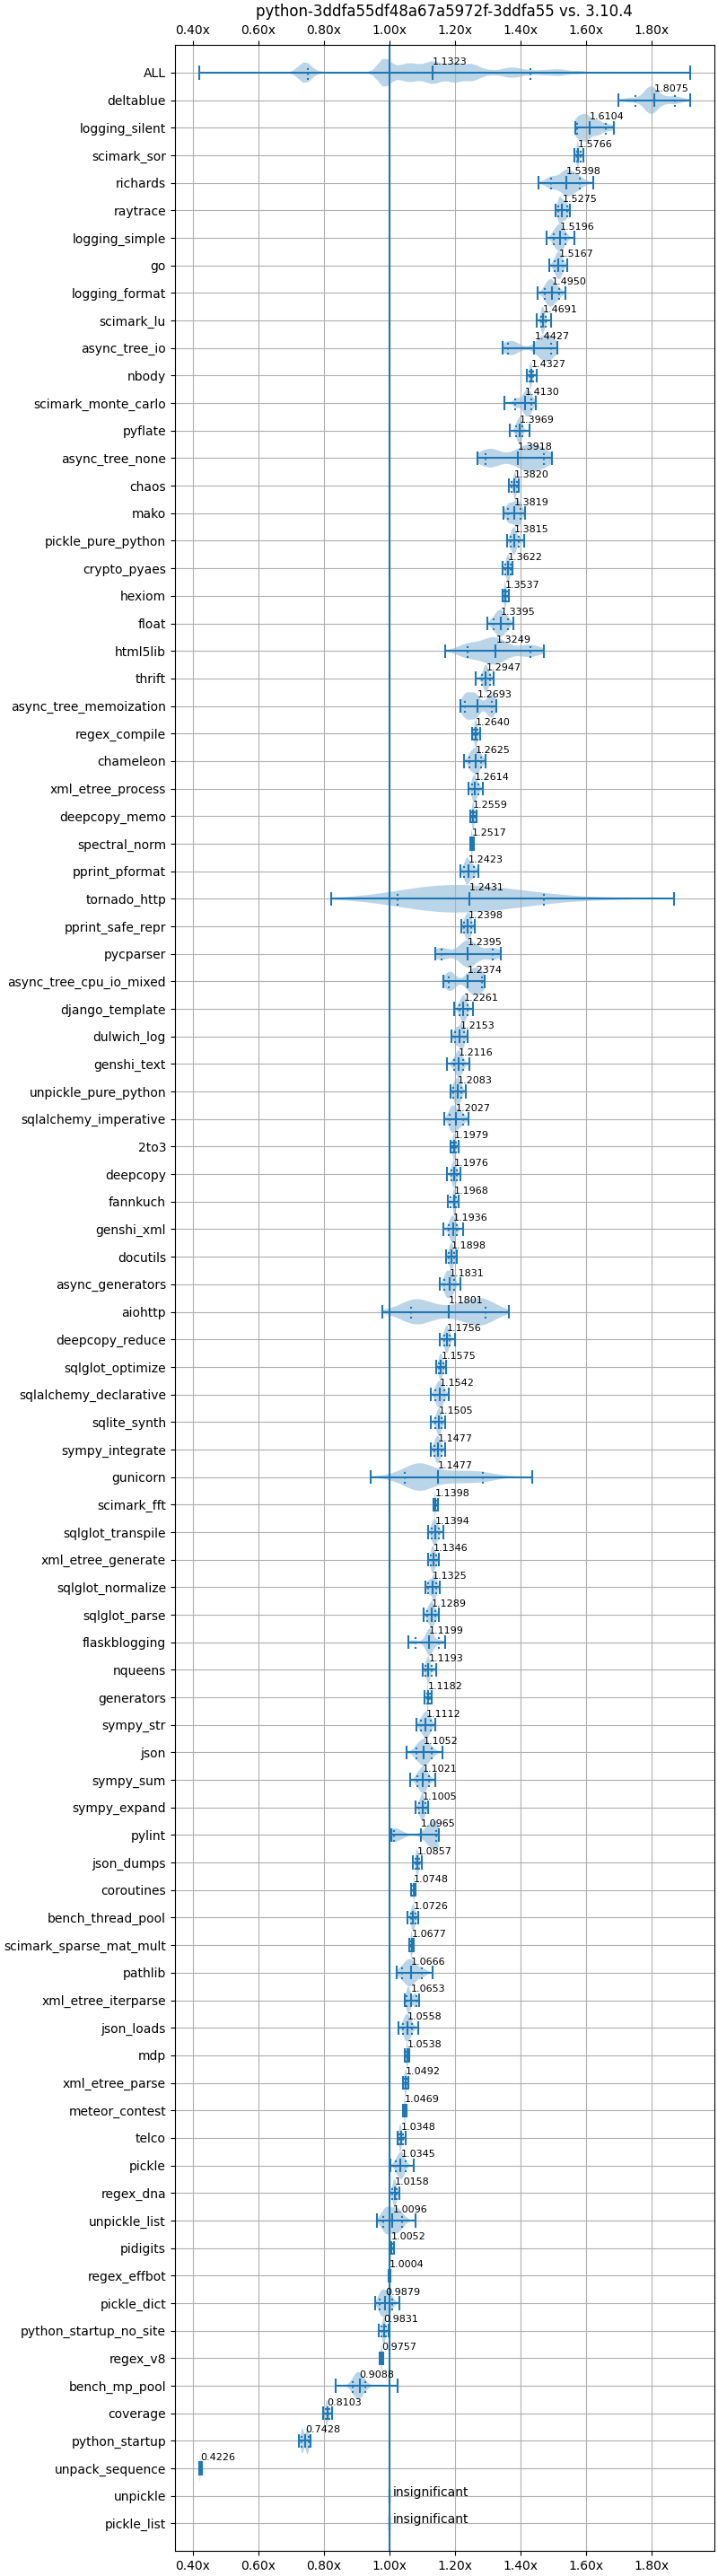 python-3ddfa55df48a67a5972f-3ddfa55 vs. 3.10.4
0.40x 0.60x 0.80x 1.00x 1.20x 1.40x 1.60x 1.80x
ALL 1.1323
deltablue 1.8075
logging_silent 1.6104
scimark_sor 1.5766
richards 1.5398
raytrace 1.5275
logging_simple 1.5196
go 1.5167
logging_format 1.4950
scimark_lu 1.4691
async_tree_io 1.4427
nbody 1.4327
scimark_monte_carlo 1.4130
pyflate 1.3969
async_tree_none 1.3918
chaos 1.3820
mako 1.3819
pickle_pure_python 1.3815
crypto_pyaes 1.3622
hexiom 1.3537
float 1.3395
html5lib 1.3249
thrift 1.2947
async_tree_memoization 1.2693
regex_compile 1.2640
chameleon 1.2625
xml_etree_process 1.2614
deepcopy_memo 1.2559
spectral_norm 1.2517
pprint_pformat 1.2423
tornado_http 1.2431
pprint_safe_repr 1.2398
pycparser 1.2395
async_tree_cpu_io_mixed 1.2374
django_template 1.2261
dulwich_log 1.2153
genshi_text 1.2116
unpickle_pure_python 1.2083
sqlalchemy_imperative 1.2027
2to3 1.1979
deepcopy 1.1976
fannkuch 1.1968
genshi_xml 1.1936
docutils 1.1898
async_generators 1.1831
aiohttp 1.1801
deepcopy_reduce 1.1756
sqlglot_optimize 1.1575
sqlalchemy_declarative 1.1542
sqlite_synth 1.1505
sympy_integrate 1.1477
gunicorn 1.1477
scimark_fft 1.1398
sqlglot_transpile 1.1394
xml_etree_generate 1.1346
sqlglot_normalize 1.1325
sqlglot_parse 1.1289
flaskblogging 1.1199
nqueens 1.1193
generators 1.1182
sympy_str 1.1112
json 1.1052
sympy_sum 1.1021
sympy_expand 1.1005
pylint 1.0965
json_dumps 1.0857
coroutines 1.0748
bench_thread_pool 1.0726
scimark_sparse_mat_mult 1.0677
pathlib 1.0666
xml_etree_iterparse 1.0653
json_loads 1.0558
mdp 1.0538
xml_etree_parse 1.0492
meteor_contest 1.0469
telco 1.0348
pickle 1.0345
regex_dna 1.0158
unpickle_list 1.0096
pidigits 1.0052
regex_effbot 1.0004
pickle_dict 0.9879
python_startup_no_site 0.9831
regex_v8 0.9757
bench_mp_pool 0.9088
coverage 0.8103
python_startup 0.7428
unpack_sequence 0.4226
unpickle insignificant
pickle_list insignificant
0.40x 0.60x 0.80x 1.00x 1.20x 1.40x 1.60x 1.80x